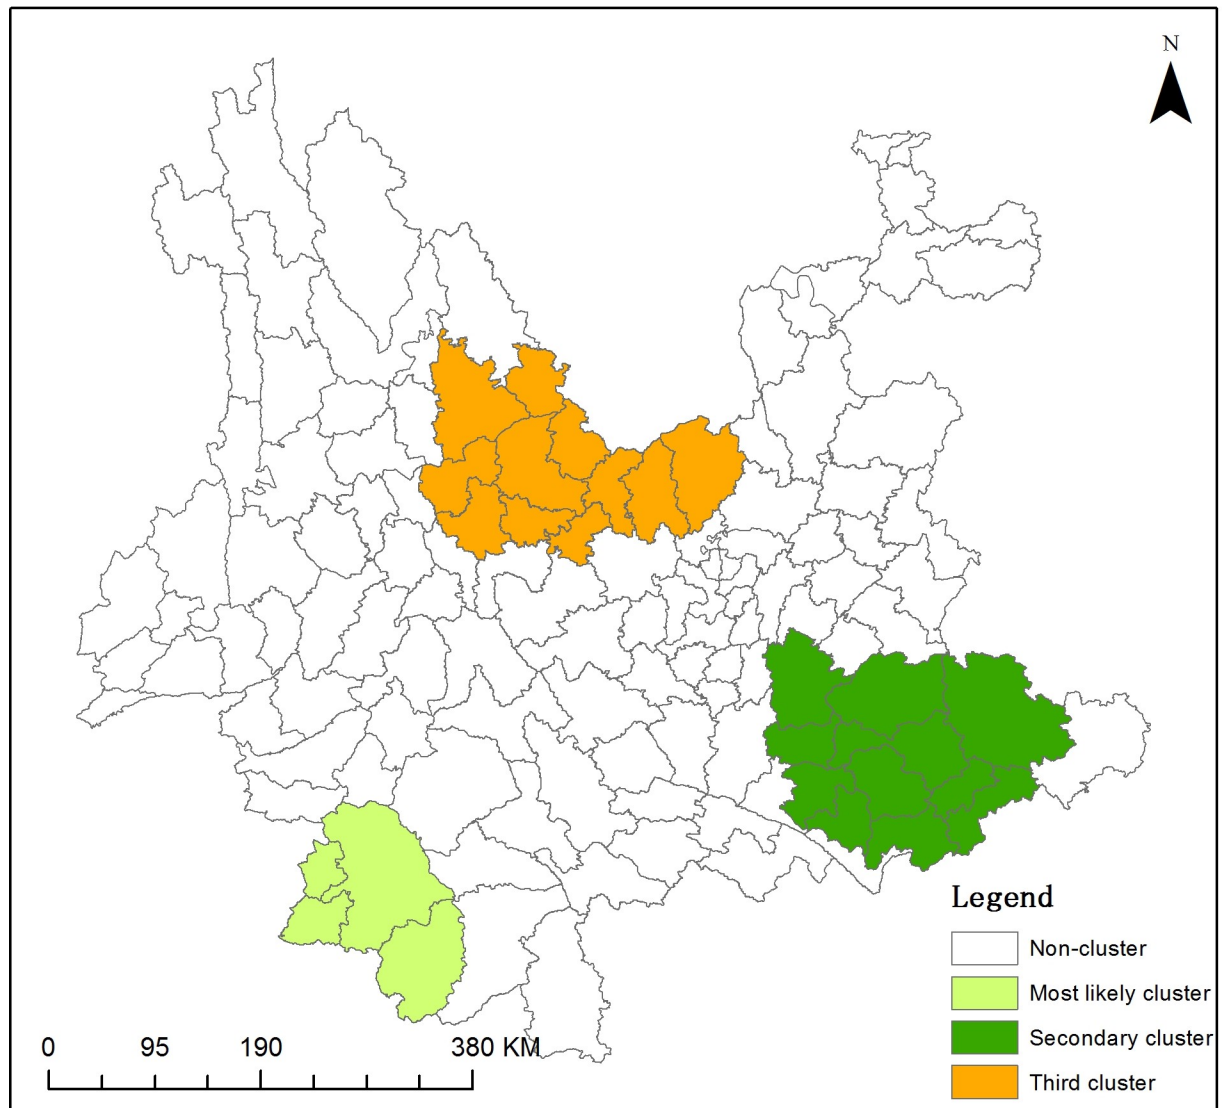 N
Legend
Non-cluster
Most likely cluster
Secondary cluster
Third cluster
0 95 190 380 KM